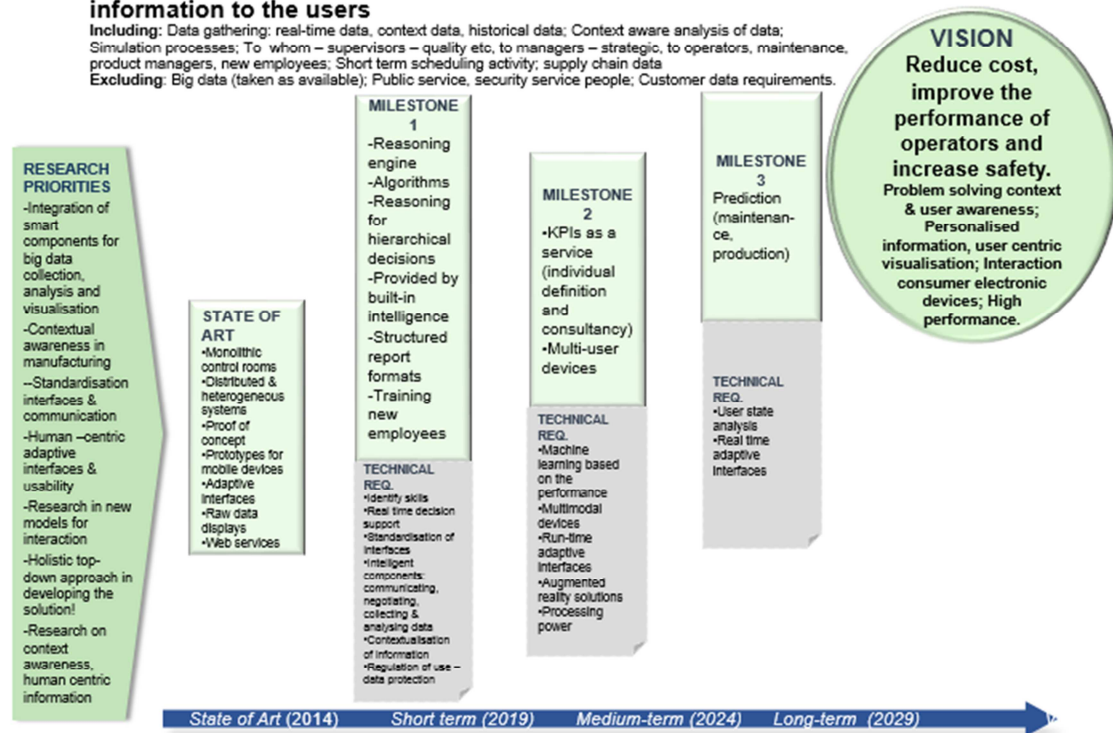 information to the users
Including: Data gathering: real-time data, context data, historical data; Context aware analysis of data;
Simulation processes; To whom – supervisors – quality etc, to managers – strategic, to operators, maintenance,
product managers, new employees; Short term scheduling activity; supply chain data
Excluding: Big data (taken as available); Public service, security service people; Customer data requirements.
RESEARCH
PRIORITIES
-Integration of
smart
components for
big data
collection,
analysis and
visualisation
-Contextual
awareness in
manufacturing
--Standardisation
interfaces &
communication
-Human –centric
adaptive
interfaces &
usability
-Research in new
models for
interaction
-Holistic top-
down approach in
developing the
solution!
-Research on
context
awareness,
human centric
information
STATE OF
ART
•Monolithic
control rooms
•Distributed &
heterogeneous
systems
•Proof of
concept
•Prototypes for
mobile devices
•Adaptive
interfaces
•Raw data
displays
•Web services
MILESTONE
1
-Reasoning
engine
-Algorithms
-Reasoning
for
hierarchical
decisions
-Provided by
built-in
intelligence
-Structured
report
formats
-Training
new
employees
TECHNICAL
REQ.
•Identify skills
•Real time decision
support
•Standardisation of
interfaces
•Intelligent
components:
communicating,
negotiating,
collecting &
analysing data
•Contextualisation
of information
•Regulation of use –
data protection
MILESTONE
2
•KPIs as a
service
(individual
definition
and
consultancy)
•Multi-user
devices
TECHNICAL
REQ.
•Machine
learning based
on the
performance
•Multimodal
devices
•Run-time
adaptive
interfaces
•Augmented
reality solutions
•Processing
power
MILESTONE
3
Prediction
(maintenan-
ce,
production)
TECHNICAL
REQ.
•User state
analysis
•Real time
adaptive
interfaces
VISION
Reduce cost,
improve the
performance of
operators and
increase safety.
Problem solving context
& user awareness;
Personalised
information, user centric
visualisation; Interaction
consumer electronic
devices; High
performance.
State of Art (2014) Short term (2019) Medium-term (2024) Long-term (2029)